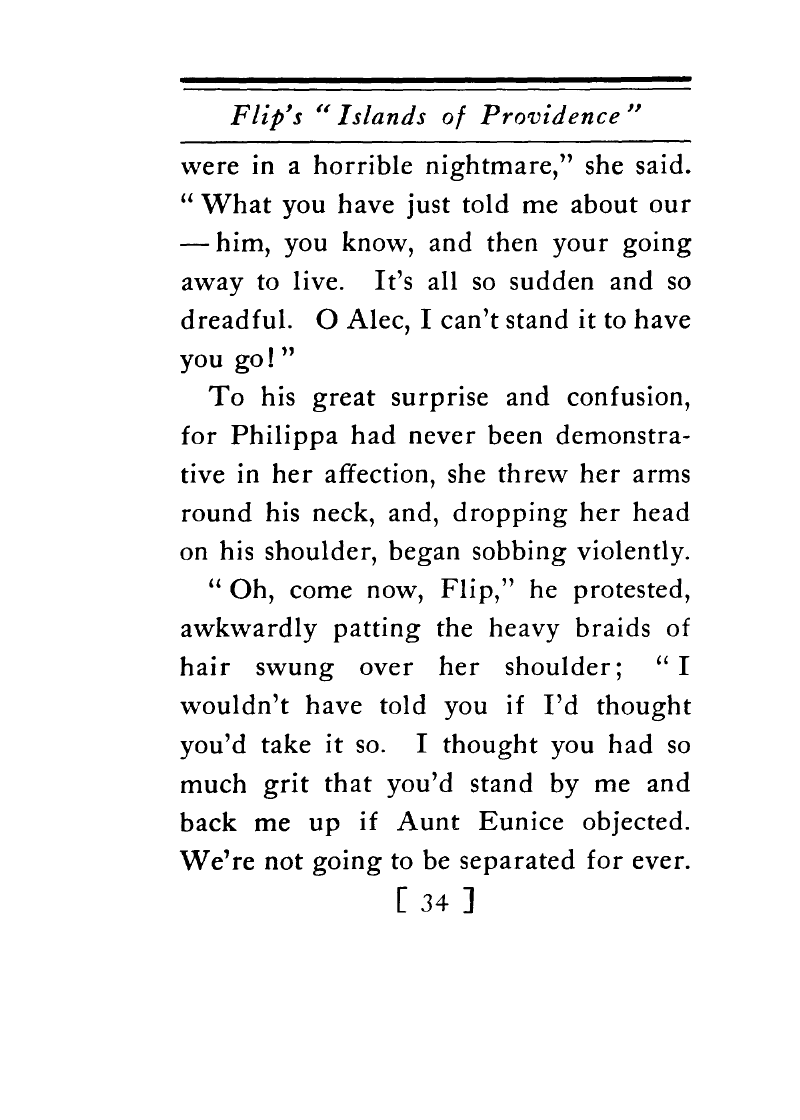 Flip's “Islands of Providence”
were in a horrible nightmare,” she said.
“What you have just told me about our
— him, you know, and then your going
away to live. It's all so sudden and so
dreadful. O Alec, I can't stand it to have
you go!”
To his great surprise and confusion,
for Philippa had never been demonstra-
tive in her affection, she threw her arms
round his neck, and, dropping her head
on his shoulder, began sobbing violently.
“Oh, come now, Flip,” he protested,
awkwardly patting the heavy braids of
hair swung over her shoulder; “I
wouldn't have told you if I'd thought
you'd take it so. I thought you had so
much grit that you'd stand by me and
back me up if Aunt Eunice objected.
We're not going to be separated for ever.
[ 34 ]